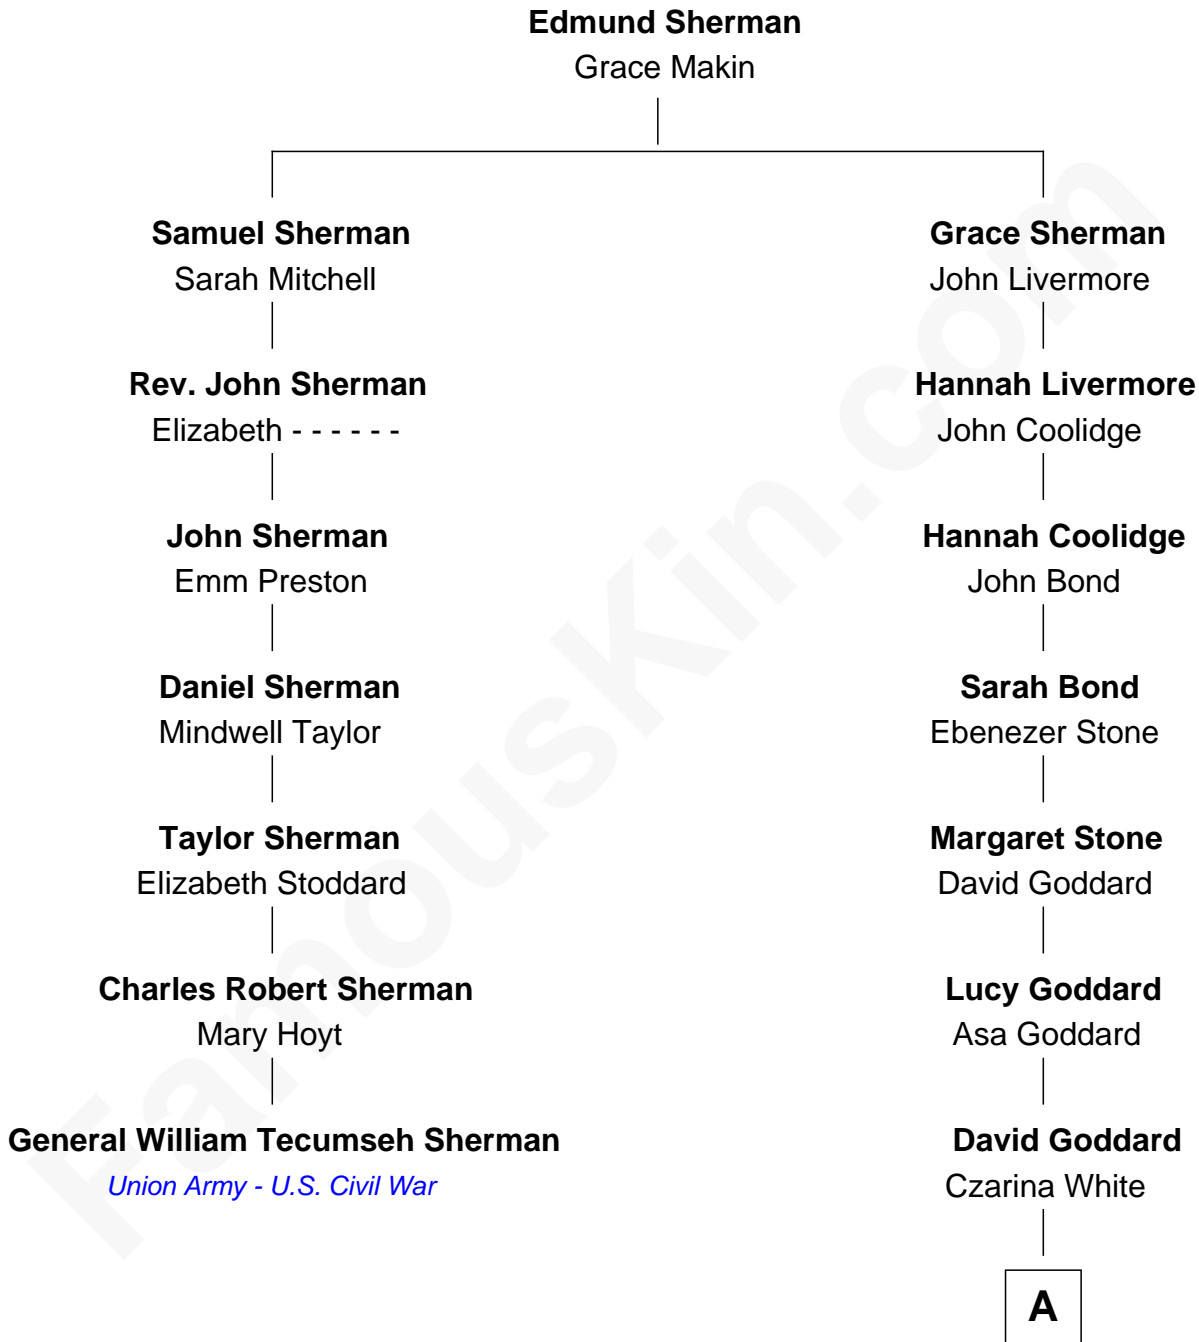 Edmund Sherman
Grace Makin
Samuel Sherman
Sarah Mitchell
Rev. John Sherman
Elizabeth - - - - - -
John Sherman
Emm Preston
Daniel Sherman
Mindwell Taylor
Taylor Sherman
Elizabeth Stoddard
Charles Robert Sherman
Mary Hoyt
General William Tecumseh Sherman
Union Army - U.S. Civil War
Grace Sherman
John Livermore
Hannah Livermore
John Coolidge
Hannah Coolidge
John Bond
Sarah Bond
Ebenezer Stone
Margaret Stone
David Goddard
Lucy Goddard
Asa Goddard
David Goddard
Czarina White
A
FamousKin.com